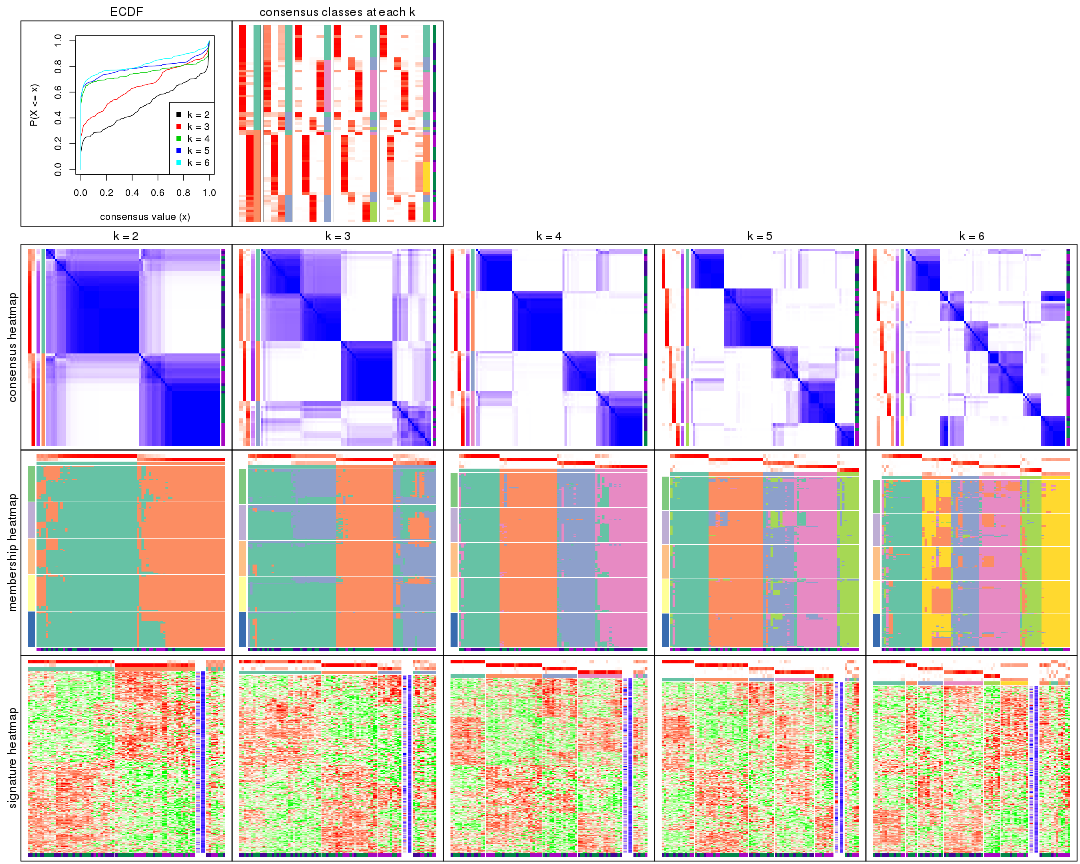 ECDF
consensus classes at each k
P(X <= x)
0.0 0.2 0.4 0.6 0.8 1.0
k = 2
k = 3
k = 4
k = 5
k = 6
0.0 0.2 0.4 0.6 0.8 1.0
consensus value (x)
k = 2
k = 3
k = 4
k = 5
k = 6
consensus heatmap
membership heatmap
signature heatmap